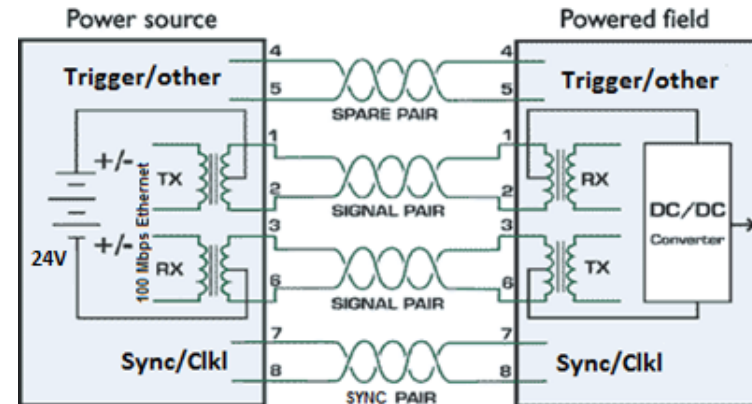 Power source
Powered field
4
5
Trigger/other
SPARE PAIR
4
5
Trigger/other
+/-
TX
1
2
SIGNAL PAIR
1
2
RX
24V
+/-
100 Mbps Ethernet
RX
3
6
SIGNAL PAIR
3
6
TX
DC/DC
Converter
7
8
Sync/Clkl
SYNC PAIR
7
8
Sync/Clkl